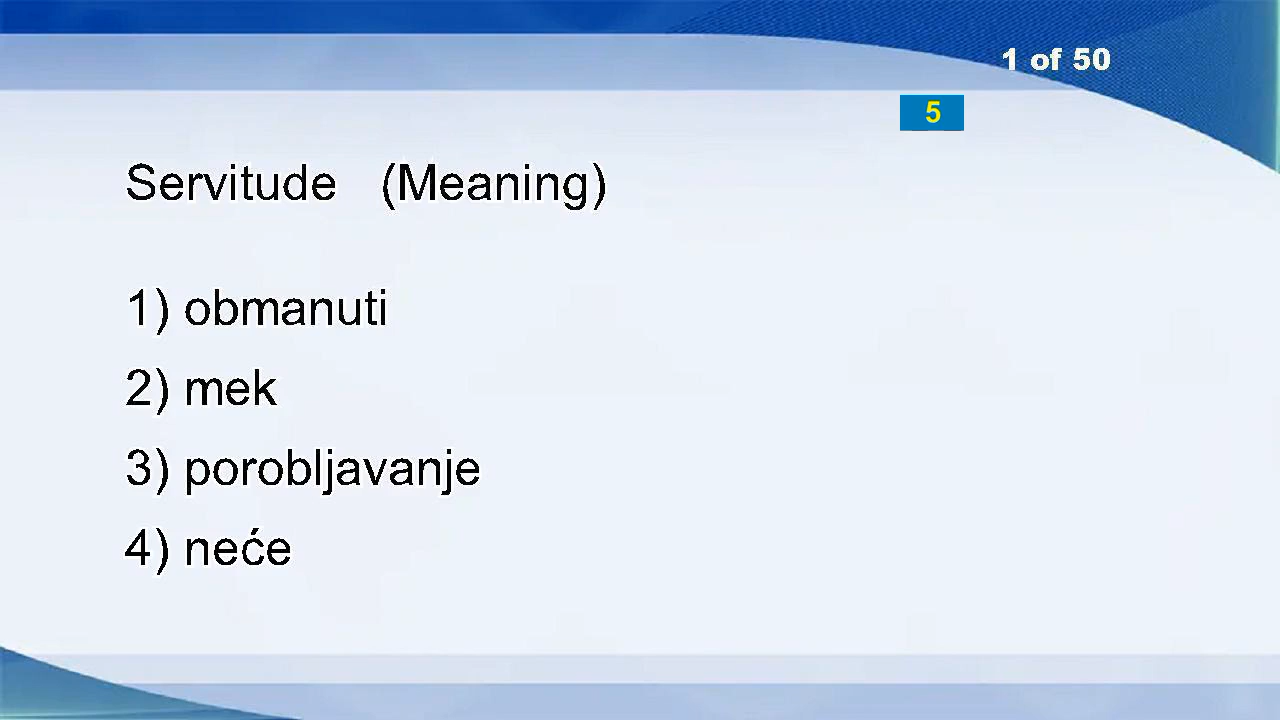 1 of 50
5
Servitude (Meaning)
1) obmanuti
2) mek
3) porobljavanje
4) neće